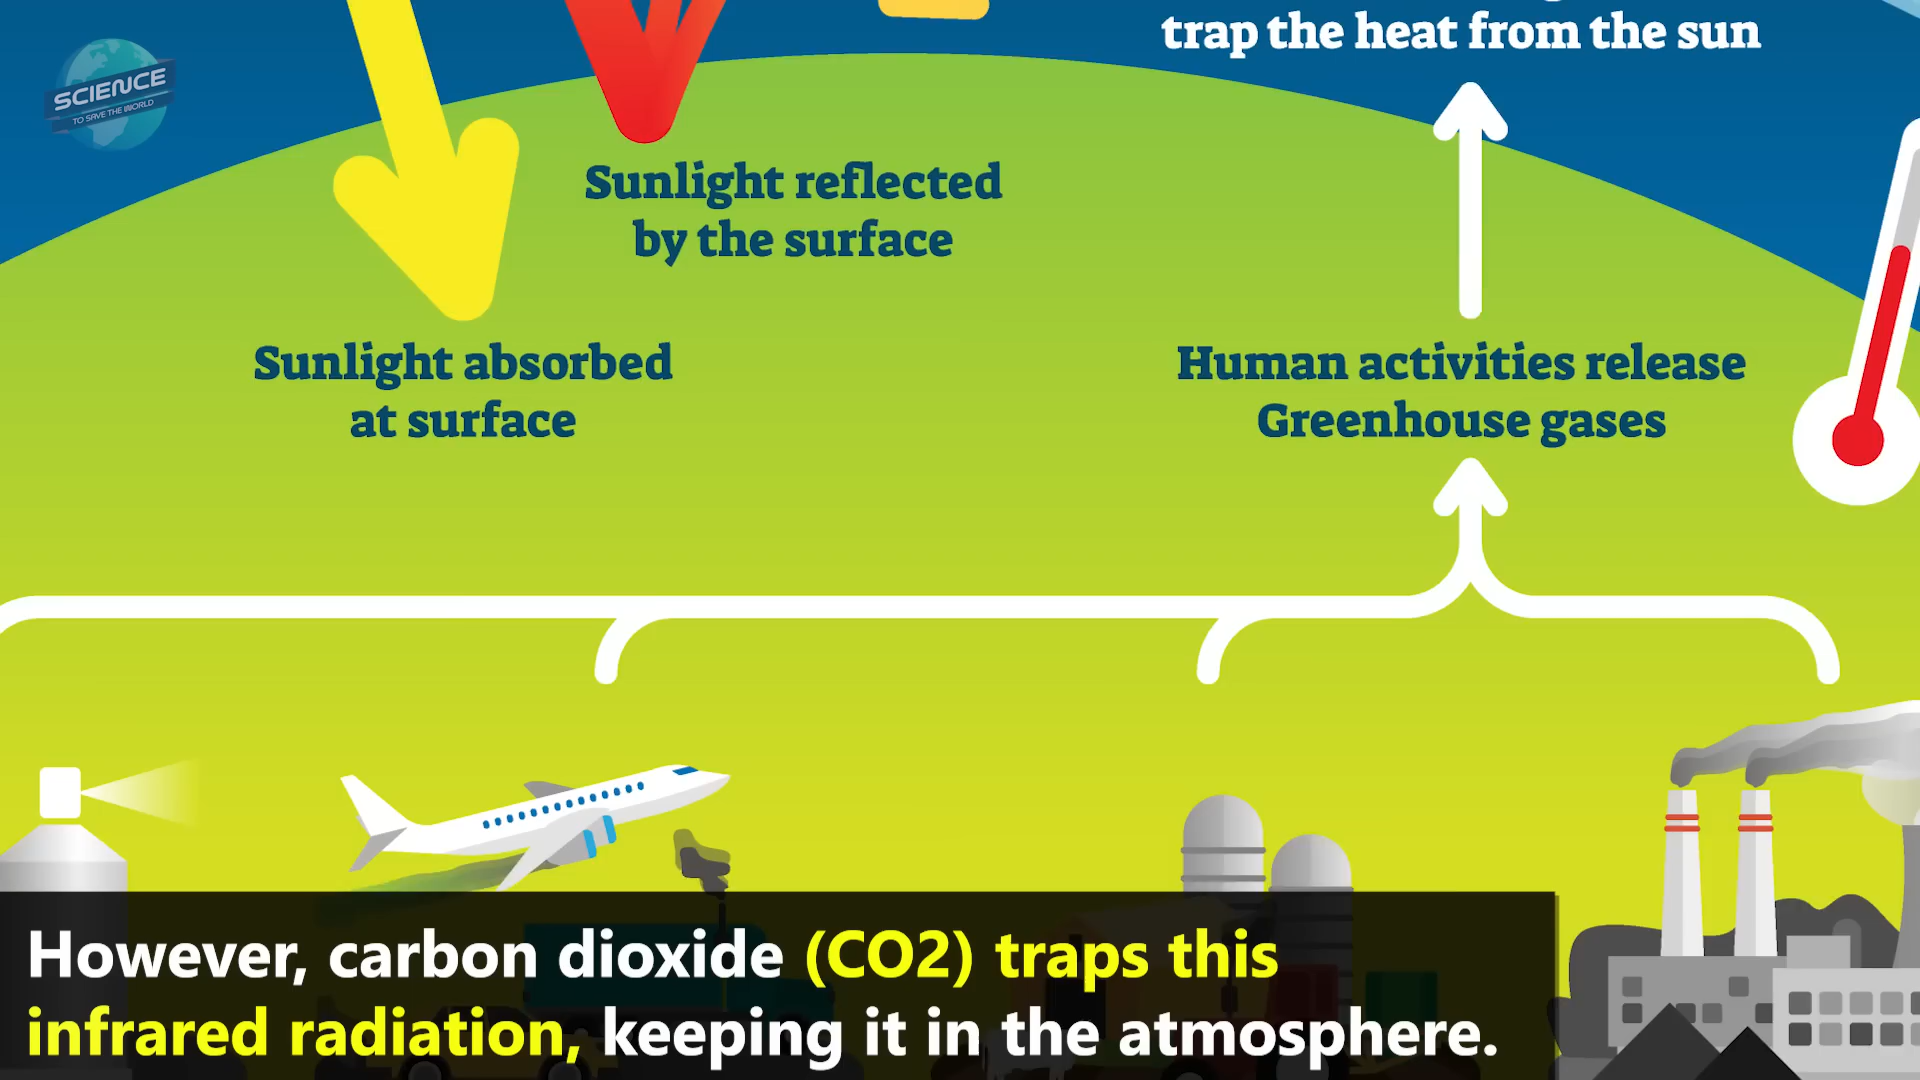 trap the heat from the sun
SCIENCE
TO SAVE THE WORLD
Sunlight reflected
by the surface
Sunlight absorbed
at surface
Human activities release
Greenhouse gases
However, carbon dioxide (CO2) traps this
infrared radiation, keeping it in the atmosphere.